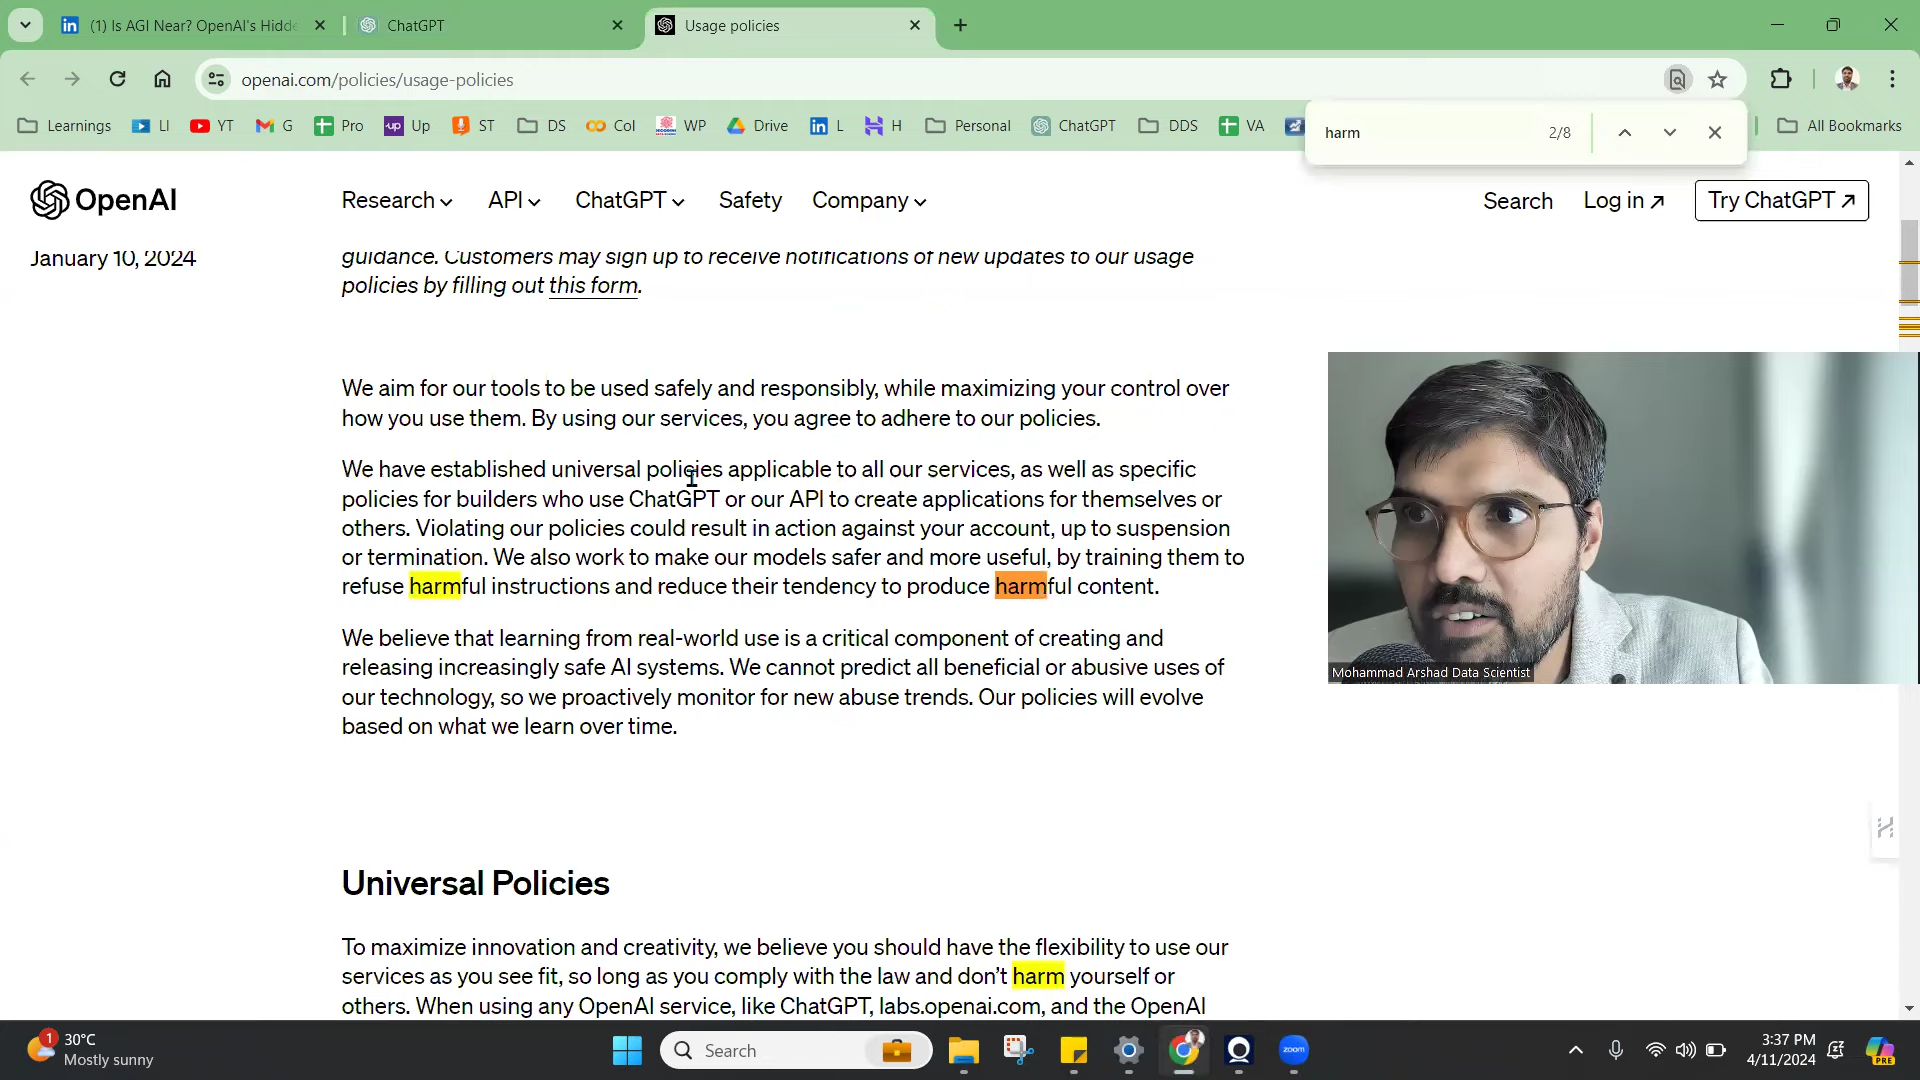 (1) Is AGI Near? OpenAI's Hidde
ChatGPT
Usage policies
openai.com/policies/usage-policies
Learnings
LI
YT
G
Pro
Up
ST
DS
Col
WP
Drive
L
H
Personal
ChatGPT
DDS
VA
All Bookmarks
harm
2/8
OpenAI
Research
API
ChatGPT
Safety
Company
Search
Log in ↗
Try ChatGPT ↗
January 10, 2024
guidance. Customers may sign up to receive notifications of new updates to our usage
policies by filling out this form.
We aim for our tools to be used safely and responsibly, while maximizing your control over
how you use them. By using our services, you agree to adhere to our policies.
We have established universal policies applicable to all our services, as well as specific
policies for builders who use ChatGPT or our API to create applications for themselves or
others. Violating our policies could result in action against your account, up to suspension
or termination. We also work to make our models safer and more useful, by training them to
refuse harmful instructions and reduce their tendency to produce harmful content.
We believe that learning from real-world use is a critical component of creating and
releasing increasingly safe AI systems. We cannot predict all beneficial or abusive uses of
our technology, so we proactively monitor for new abuse trends. Our policies will evolve
based on what we learn over time.
Mohammad Arshad Data Scientist
Universal Policies
To maximize innovation and creativity, we believe you should have the flexibility to use our
services as you see fit, so long as you comply with the law and don’t harm yourself or
others. When using any OpenAI service, like ChatGPT, labs.openai.com, and the OpenAI
1
30°C
Mostly sunny
Search
zoom
3:37 PM
4/11/2024
PRE